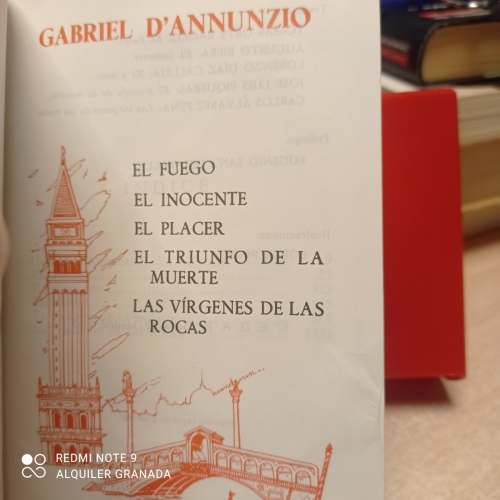 GABRIEL D'ANNUNZIO
EL FUEGO
EL INOCENTE
EL PLACER
EL TRIUNFO DE LA
MUERTE
LAS VÍRGENES DE LAS
ROCAS
REDMI NOTE 9
ALQUILER GRANADA